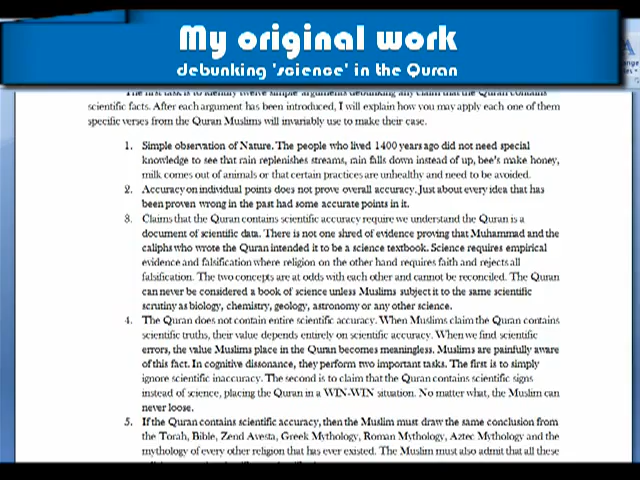 My original work
debunking 'science' in the Quran
The first task is to identify twelve simple arguments debunking any claim that the Quran contains
scientific facts. After each argument has been introduced, I will explain how you may apply each one of them
specific verses from the Quran Muslims will invariably use to make their case.
1. Simple observation of Nature. The people who lived 1400 years ago did not need special
knowledge to see that rain replenishes streams, rain falls down instead of up, bee's make honey,
milk comes out of animals or that certain practices are unhealthy and need to be avoided.
2. Accuracy on individual points does not prove overall accuracy. Just about every idea that has
been proven wrong in the past had some accurate points in it.
3. Claims that the Quran contains scientific accuracy require we understand the Quran is a
document of scientific data. There is not one shred of evidence proving that Muhammad and the
caliphs who wrote the Quran intended it to be a science textbook. Science requires empirical
evidence and falsification where religion on the other hand requires faith and rejects all
falsification. The two concepts are at odds with each other and cannot be reconciled. The Quran
can never be considered a book of science unless Muslims subject it to the same scientific
scrutiny as biology, chemistry, geology, astronomy or any other science.
4. The Quran does not contain entire scientific accuracy. When Muslims claim the Quran contains
scientific truths, their value depends entirely on scientific accuracy. When we find scientific
errors, the value Muslims place in the Quran becomes meaningless. Muslims are painfully aware
of this fact. In cognitive dissonance, they perform two important tasks. The first is to simply
ignore scientific inaccuracy. The second is to claim that the Quran contains scientific signs
instead of science, placing the Quran in a WIN-WIN situation. No matter what, the Muslim can
never loose.
5. If the Quran contains scientific accuracy, then the Muslim must draw the same conclusion from
the Torah, Bible, Zend Avesta, Greek Mythology, Roman Mythology, Aztec Mythology and the
mythology of every other religion that has ever existed. The Muslim must also admit that all these